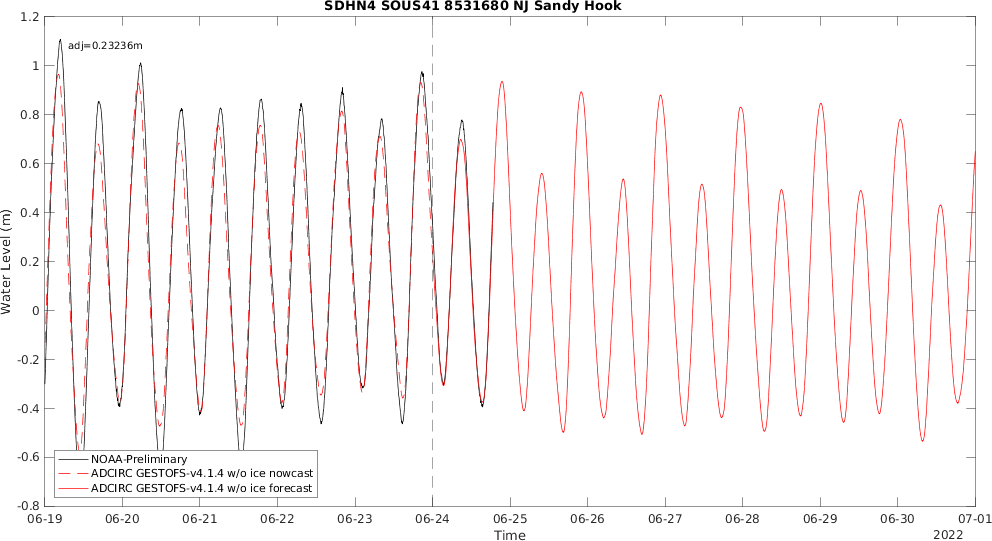 SDHN4 SOUS41 8531680 NJ Sandy Hook
adj=0.23236m
Water Level (m)
1.2
1
0.8
0.6
0.4
0.2
0
-0.2
-0.4
-0.6
-0.8
NOAA-Preliminary
ADCIRC GESTOFS-v4.1.4 w/o ice nowcast
ADCIRC GESTOFS-v4.1.4 w/o ice forecast
06-19 06-20 06-21 06-22 06-23 06-24 06-25 06-26 06-27 06-28 06-29 06-30 07-01
Time
2022